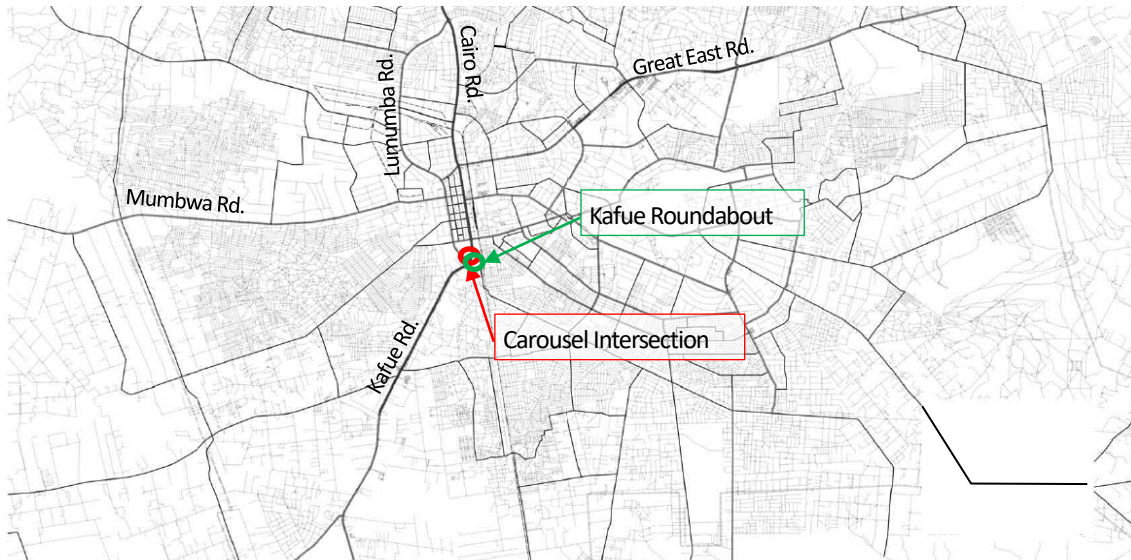 Cairo Rd.
Great East Rd.
Lumumba Rd.
Mumbwa Rd.
Kafue Roundabout
Carousel Intersection
Kafue Rd.